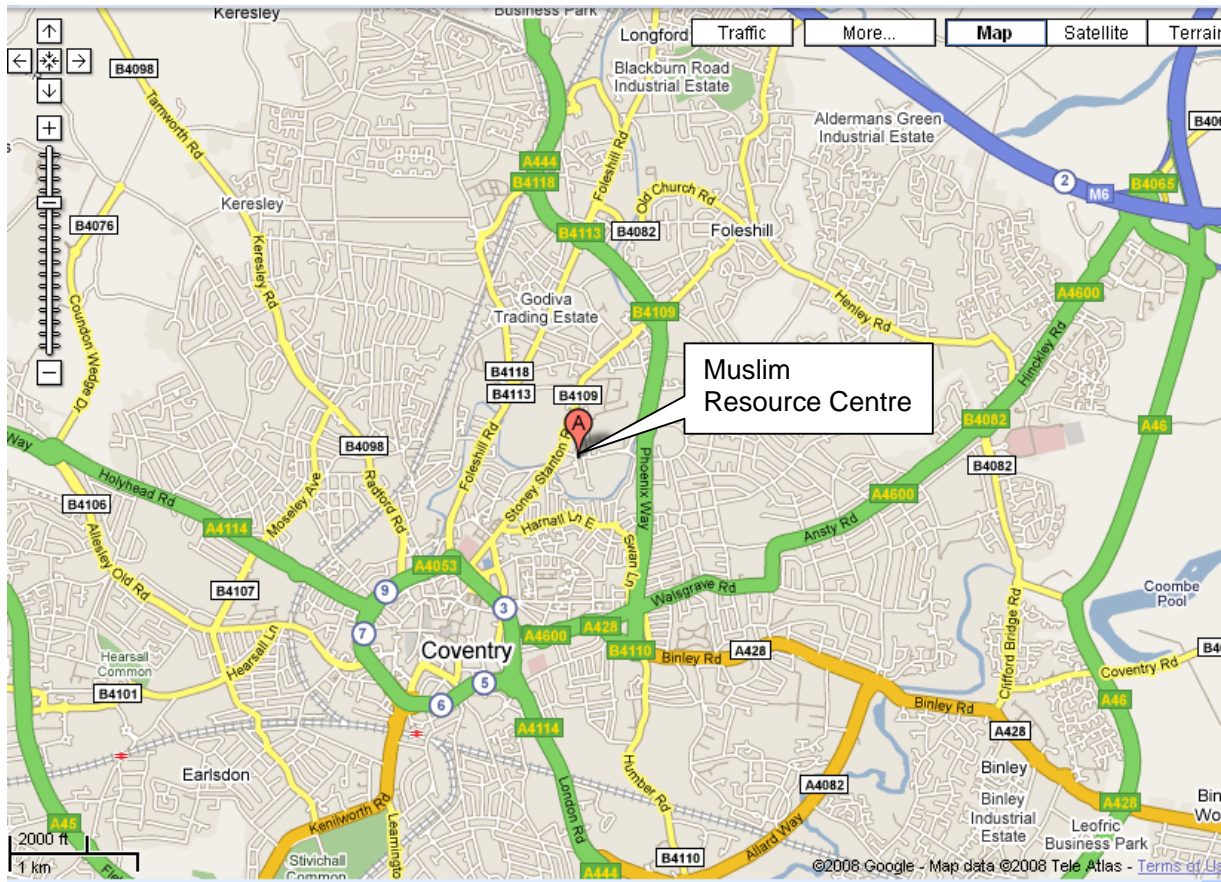 Keresley
Business Park
Longford
Traffic
More...
Map
Satellite
Terrain
B4098
Blackburn Road
Industrial Estate
Tamworth Rd
Aldermans Green
Industrial Estate
A444
B4118
Foleshill Rd
Old Church Rd
2
M6
B4065
Keresley
B4076
B4113
B4082
Foleshill
Keresley Rd
Coundon Wedge Dr
Godiva
Trading Estate
B4109
Henley Rd
A4600
Hinckley Rd
B4118
B4113
B4109
Muslim
Resource Centre
A
B4098
B4082
A46
Way
Holyhead Rd
Moseley Ave
Radford Rd
Foleshill Rd
Stoney Stanton R
Phoenix Way
B4082
B4106
A4114
A4600
Ansty Rd
Allesley Old Rd
Harnall Ln E
Swan Ln
A4053
B4107
9
3
Walsgrave Rd
Coombe
Pool
7
Coventry
A4600
A428
B4110
Binley Rd
A428
Clifford Bridge Rd
Hearsall
Common
Hearsall Ln
B4101
5
6
Coventry Rd
Binley Rd
A46
A4114
A428
Earlsdon
London Rd
Humber Rd
A4082
Binley
Binley
Industrial
Estate
A428
Leofric
Business Park
A45
Kenilworth Rd
Leamington
Allard Way
2000 ft
1 km
Stivichall
Common
A444
B4110
©2008 Google - Map data ©2008 Tele Atlas - Terms of Us